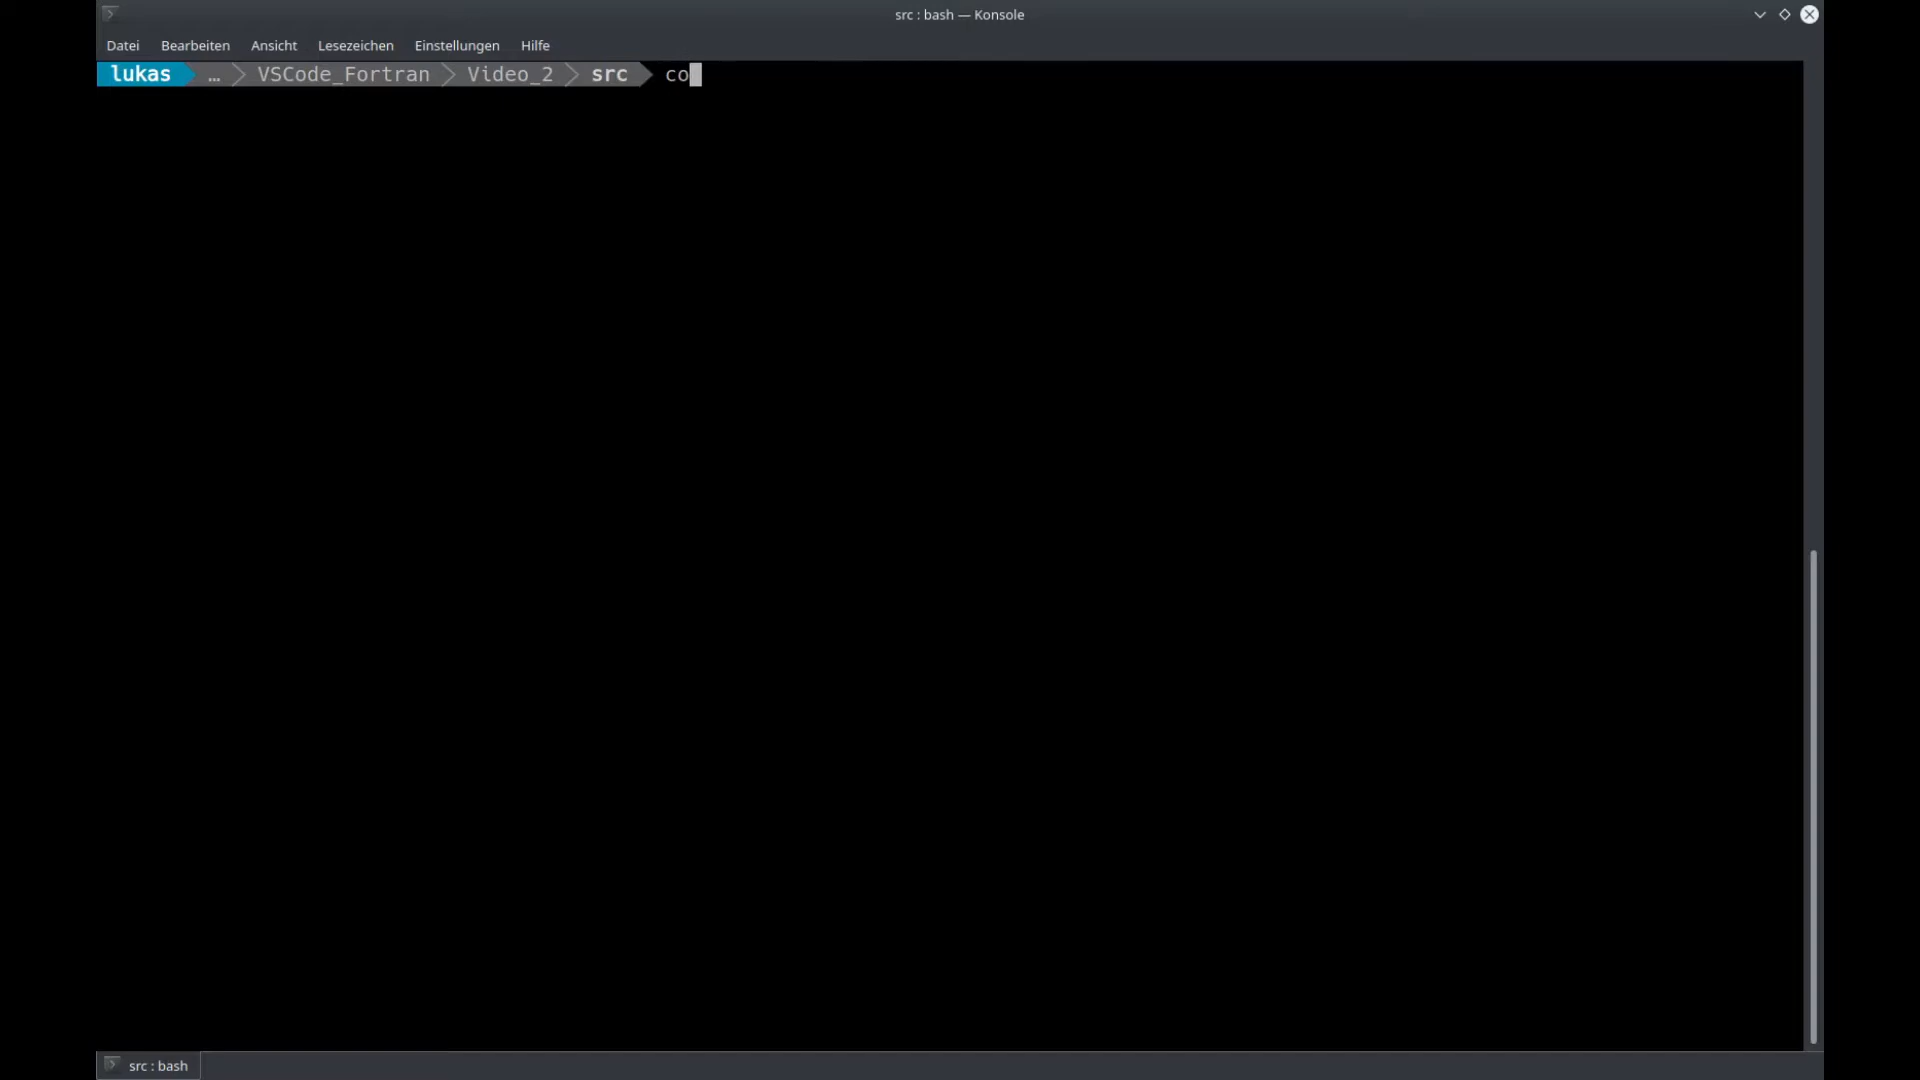 src : bash — Konsole
Datei Bearbeiten Ansicht Lesezeichen Einstellungen Hilfe
lukas … VSCode_Fortran Video_2 src co
src : bash